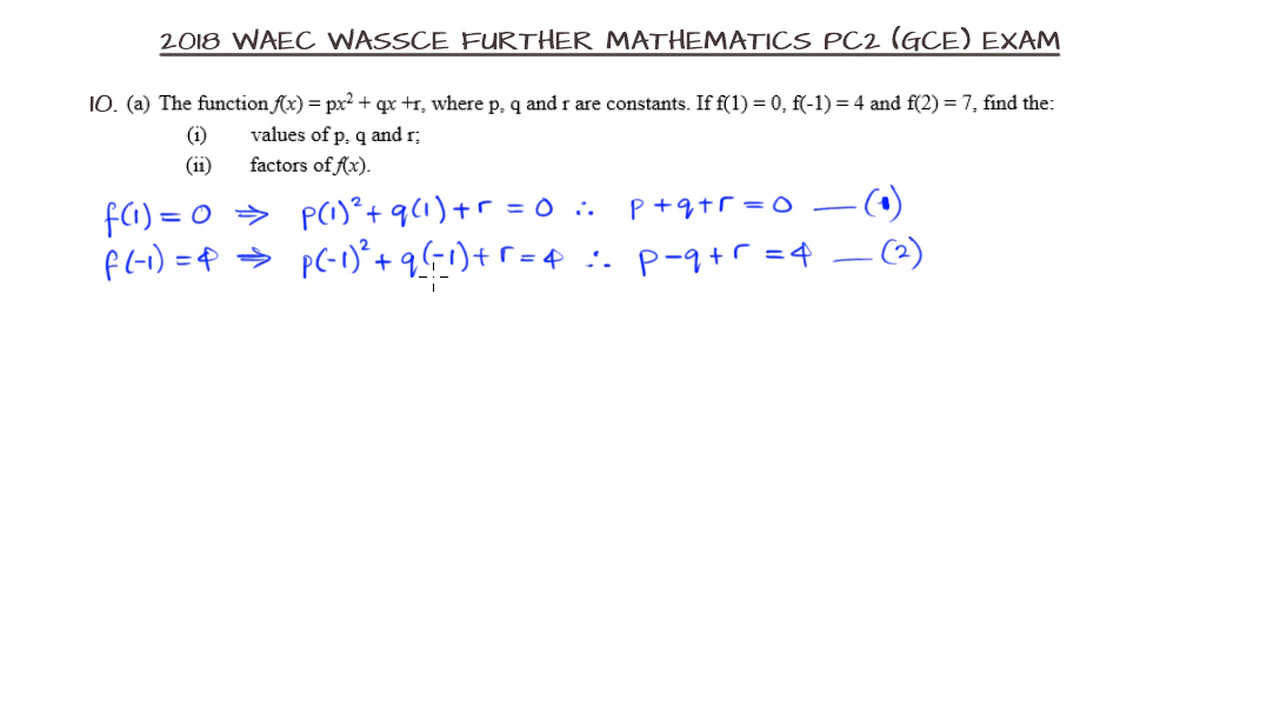 2018 WAEC WASSCE FURTHER MATHEMATICS PC2 (GCE) EXAM
10. (a) The function f(x) = px² + qx +r, where p, q and r are constants. If f(1) = 0, f(-1) = 4 and f(2) = 7, find the:
(i) values of p, q and r;
(ii) factors of f(x).
f(1) = 0 ⇒ p(1)² + q(1) + r = 0 ∴ p + q + r = 0 — (1)
f(-1) = 4 ⇒ p(-1)² + q(-1) + r = 4 ∴ p - q + r = 4 — (2)